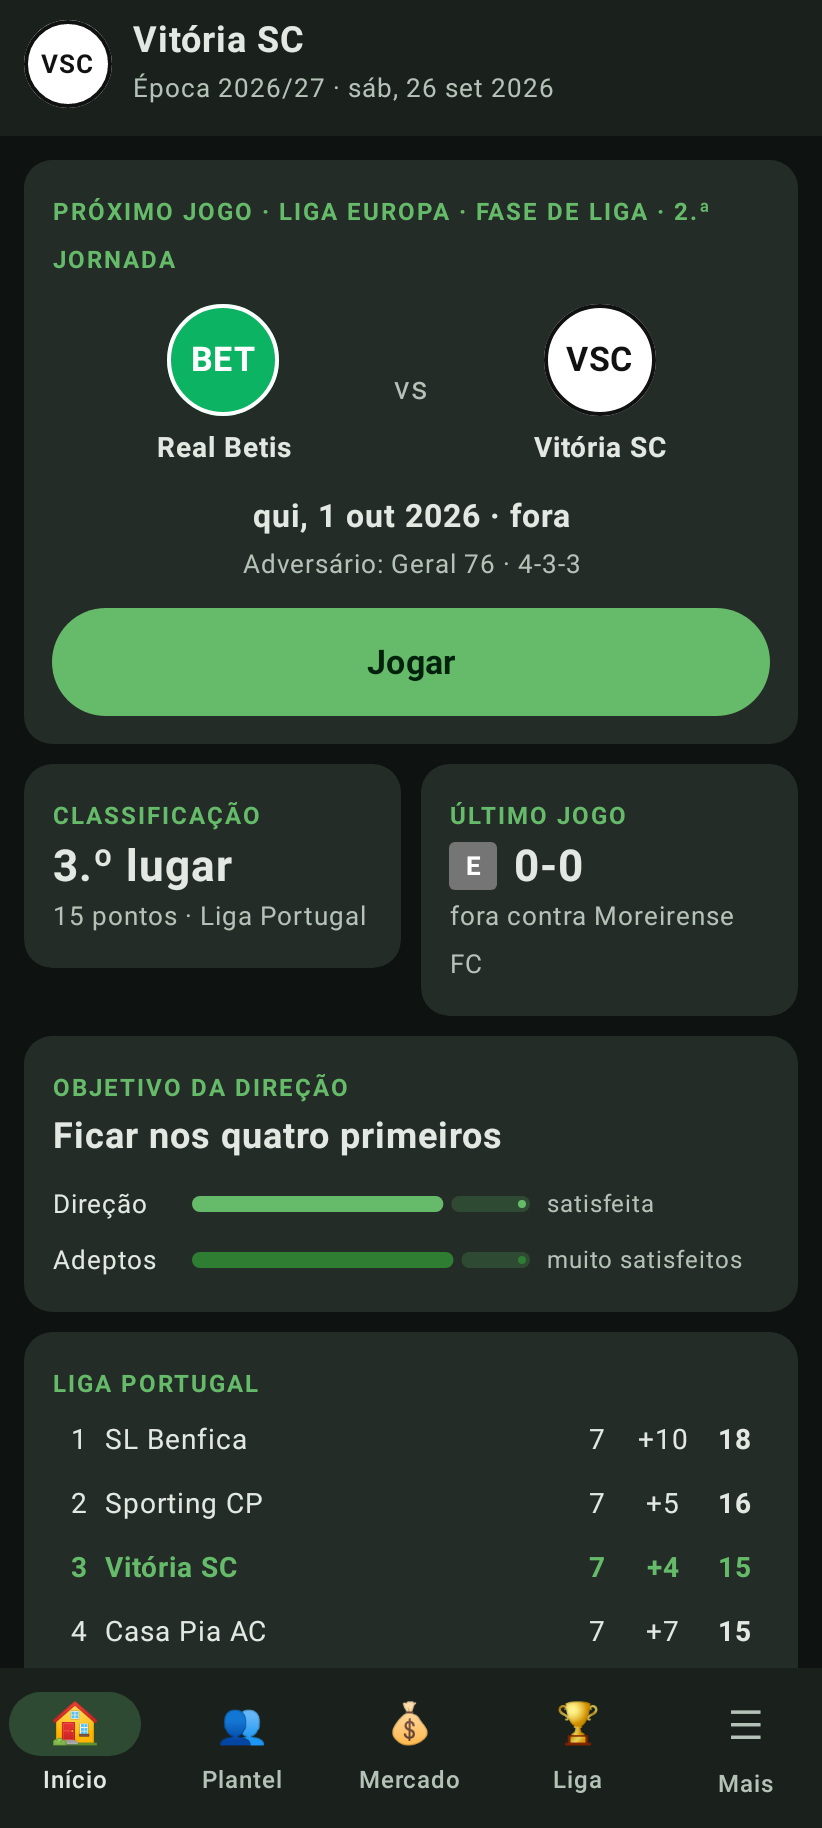 VSC
Vitória SC
Época 2026/27 · sáb, 26 set 2026
PRÓXIMO JOGO · LIGA EUROPA · FASE DE LIGA · 2.ª
JORNADA
BET
vs
VSC
Real Betis
Vitória SC
qui, 1 out 2026 · fora
Adversário: Geral 76 · 4-3-3
Jogar
CLASSIFICAÇÃO
3.º lugar
15 pontos · Liga Portugal
ÚLTIMO JOGO
E 0-0
fora contra Moreirense
FC
OBJETIVO DA DIREÇÃO
Ficar nos quatro primeiros
Direção satisfeita
Adeptos muito satisfeitos
LIGA PORTUGAL
1 SL Benfica 7 +10 18
2 Sporting CP 7 +5 16
3 Vitória SC 7 +4 15
4 Casa Pia AC 7 +7 15
Início Plantel Mercado Liga Mais